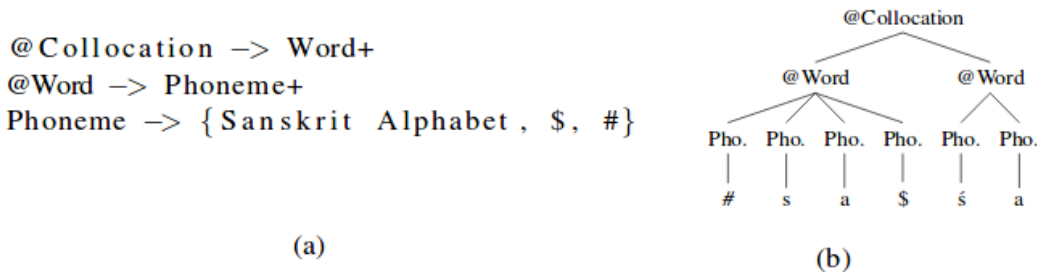 @Collocation –> Word+
@Word –> Phoneme+
Phoneme –> {Sanskrit Alphabet, $, #}
(a)
@Collocation
@Word @Word
Pho. Pho. Pho. Pho. Pho. Pho.
# s a $ ś a
(b)